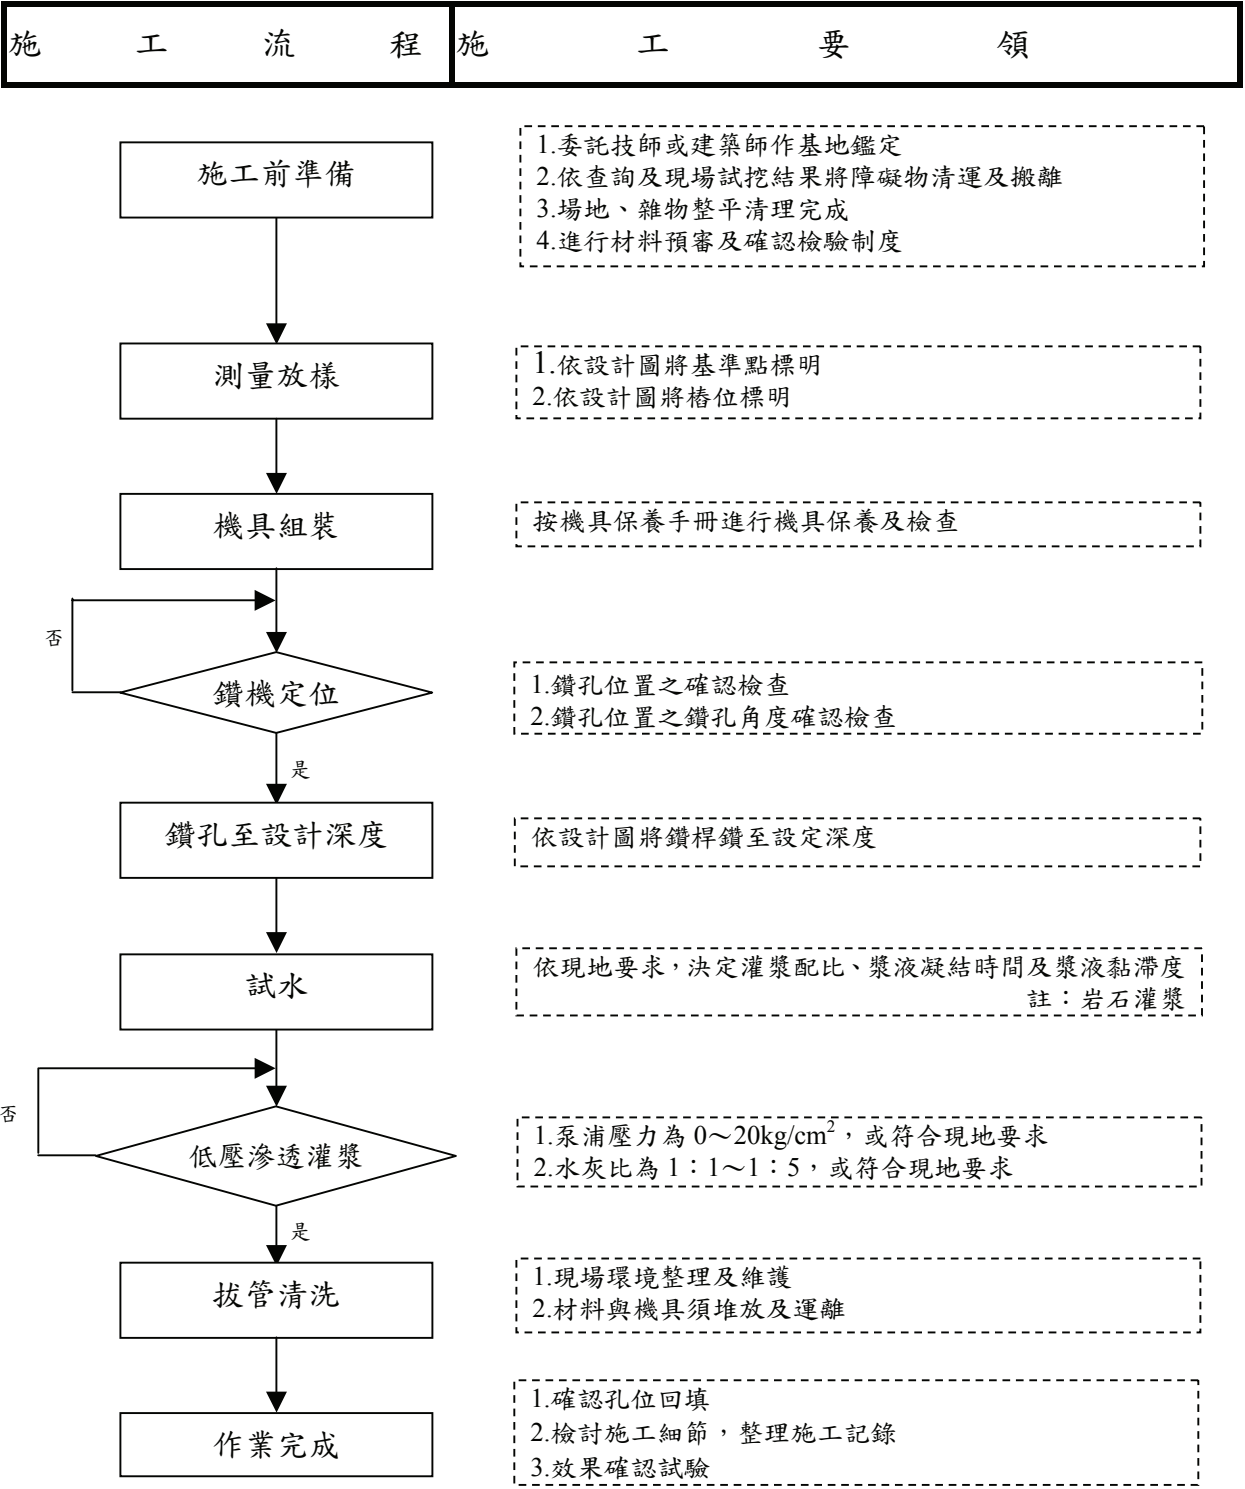 施工流程 施工要領
施工前準備
1.委託技師或建築師作基地鑑定
2.依查詢及現場試挖結果將障礙物清運及搬離
3.場地、雜物整平清理完成
4.進行材料預審及確認檢驗制度
測量放樣
1.依設計圖將基準點標明
2.依設計圖將樁位標明
機具組裝
按機具保養手冊進行機具保養及檢查
否
鑽機定位
1.鑽孔位置之確認檢查
2.鑽孔位置之鑽孔角度確認檢查
是
鑽孔至設計深度
依設計圖將鑽桿鑽至設定深度
試水
依現地要求，決定灌漿配比、漿液凝結時間及漿液黏滯度
註：岩石灌漿
否
低壓滲透灌漿
1.泵浦壓力為 0～20kg/cm²，或符合現地要求
2.水灰比為 1：1～1：5，或符合現地要求
是
拔管清洗
1.現場環境整理及維護
2.材料與機具須堆放及運離
作業完成
1.確認孔位回填
2.檢討施工細節，整理施工記錄
3.效果確認試驗